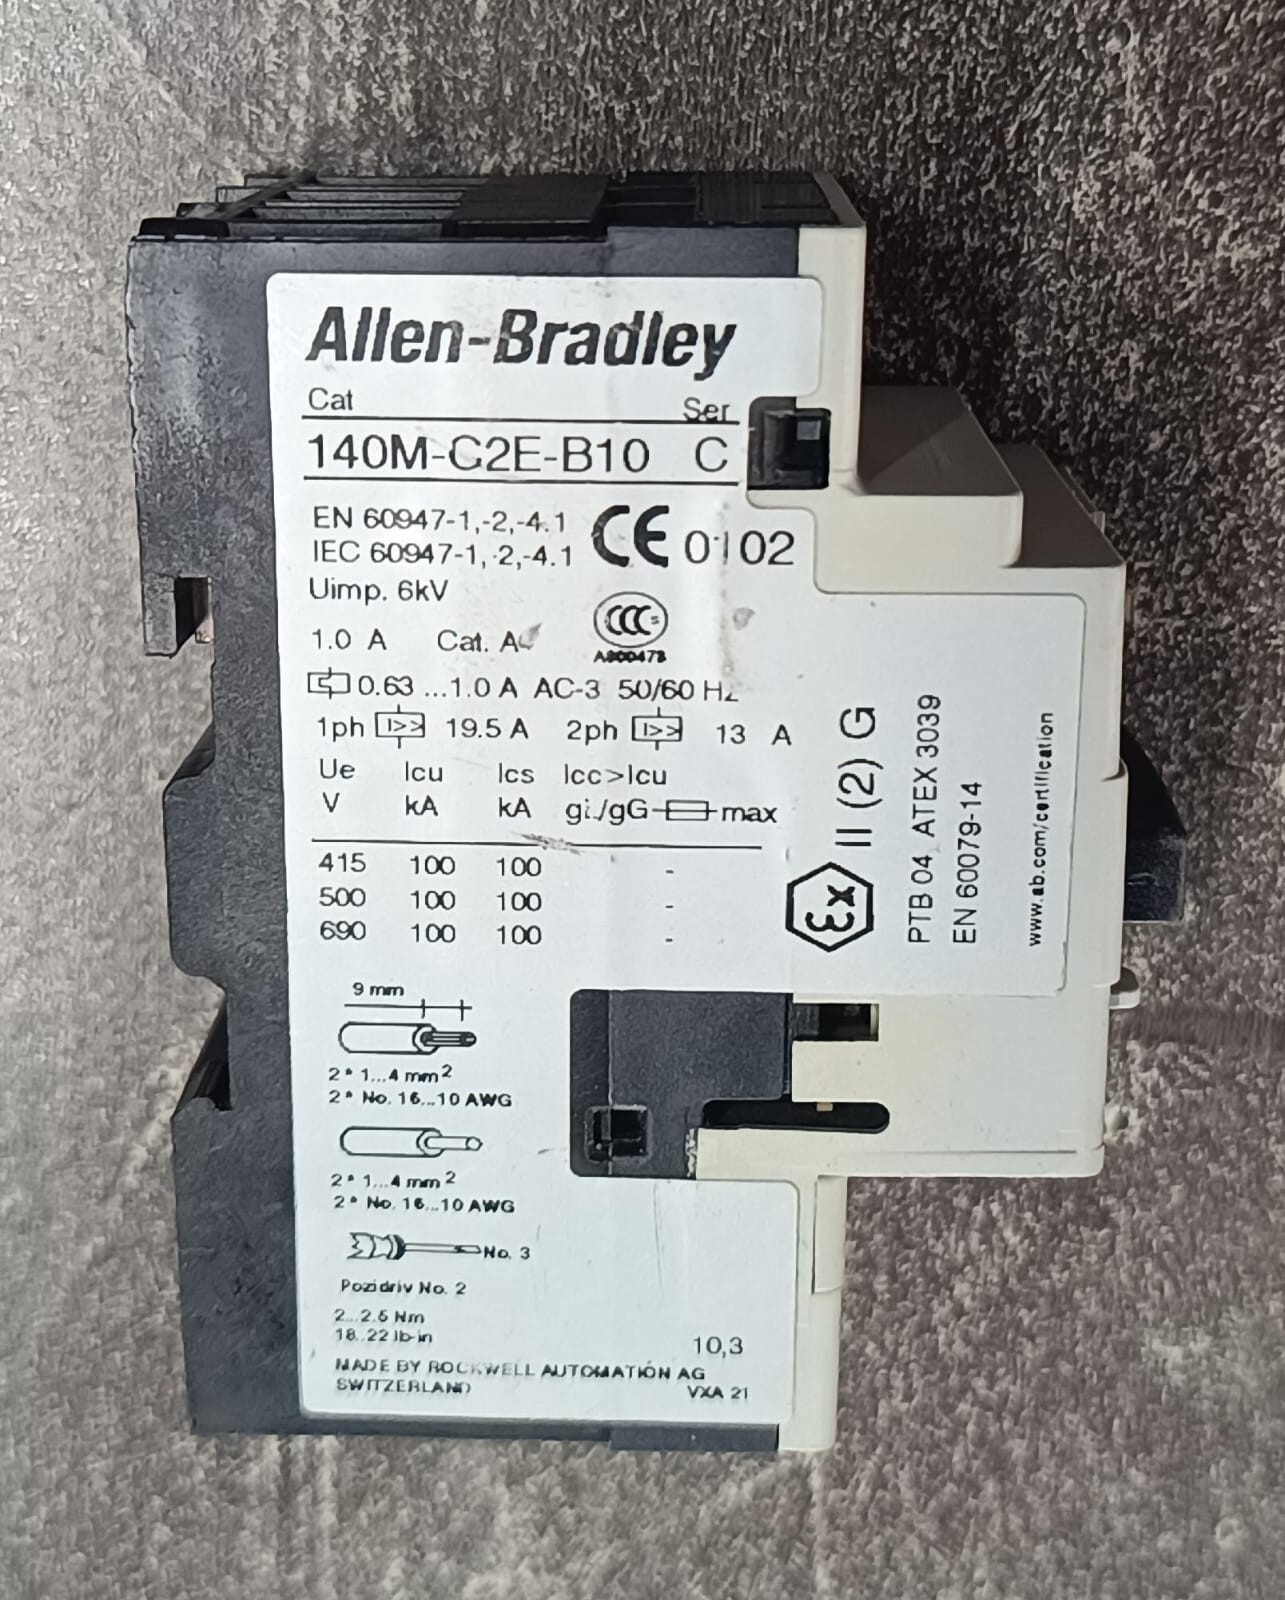 Allen-Bradley
Cat Ser
140M-C2E-B10 C
EN 60947-1,-2,-4.1
IEC 60947-1,-2,-4.1
CE 0102
Uimp. 6kV
CCC s
1.0 A Cat. A
0.63 ...1.0 A AC-3 50/60 Hz
1ph I>> 19.5 A 2ph I>> 13 A
Ue Icu Ics Icc>Icu
V kA kA gL/gG max
415 100 100 -
500 100 100 -
690 100 100 -
9 mm
2* 1...4 mm2
2* No. 16...10 AWG
2* 1...4 mm2
2* No. 16...10 AWG
No. 3
Pozidriv No. 2
2...2.5 Nm
18..22 lb-in
10,3
MADE BY ROCKWELL AUTOMATION AG
SWITZERLAND VXA 21
Ex II (2) G
PTB 04 ATEX 3039
EN 60079-14
www.ab.com/certification